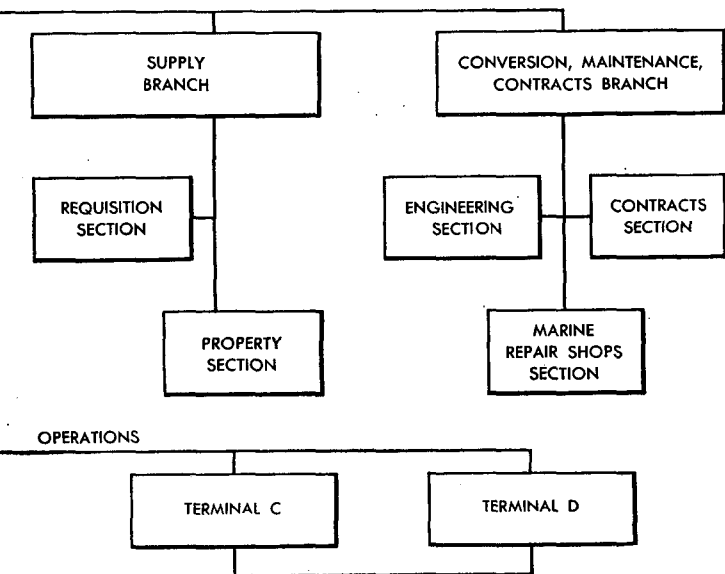 SUPPLY
BRANCH
CONVERSION, MAINTENANCE,
CONTRACTS BRANCH
REQUISITION
SECTION
ENGINEERING
SECTION
CONTRACTS
SECTION
PROPERTY
SECTION
MARINE
REPAIR SHOPS
SECTION
OPERATIONS
TERMINAL C
TERMINAL D